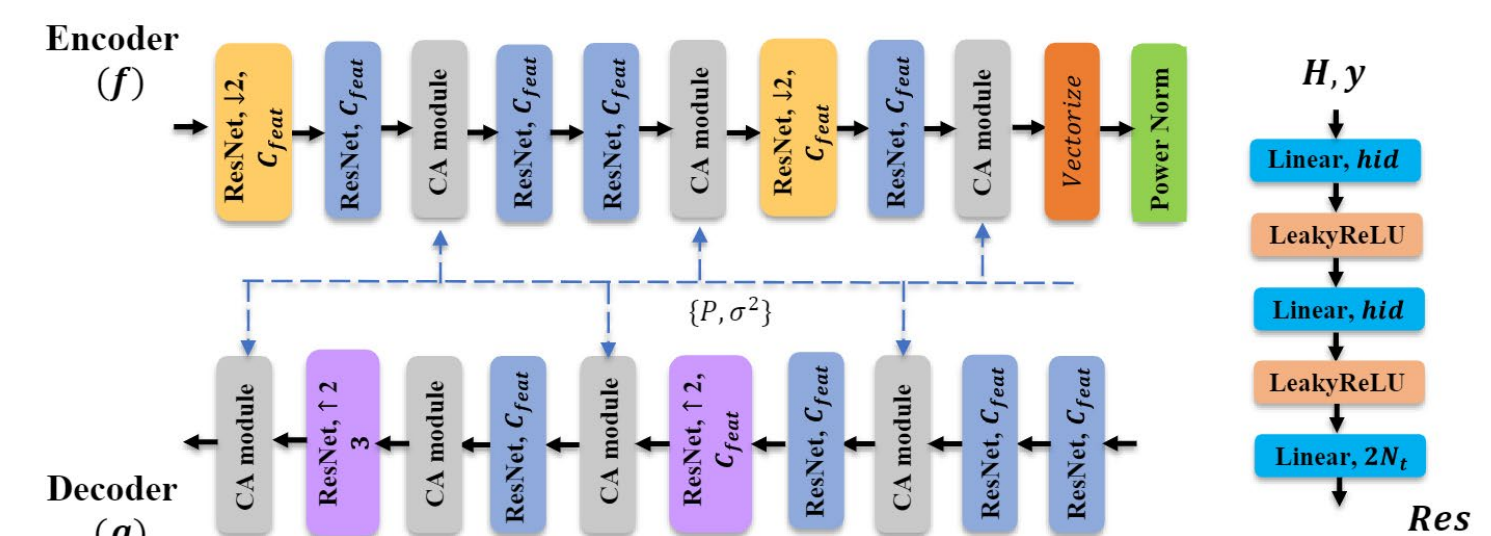 Encoder
(f)
ResNet, ↓2,
C_feat
ResNet, C_feat
CA module
ResNet, C_feat
ResNet, C_feat
CA module
ResNet, ↓2,
C_feat
ResNet, C_feat
CA module
Vectorize
Power Norm
{P, σ²}
Decoder
CA module
ResNet, ↑ 2
3
CA module
ResNet, C_feat
CA module
ResNet, ↑ 2,
C_feat
ResNet, C_feat
CA module
ResNet, C_feat
ResNet, C_feat
H, y
Linear, hid
LeakyReLU
Linear, hid
LeakyReLU
Linear, 2N_t
Res